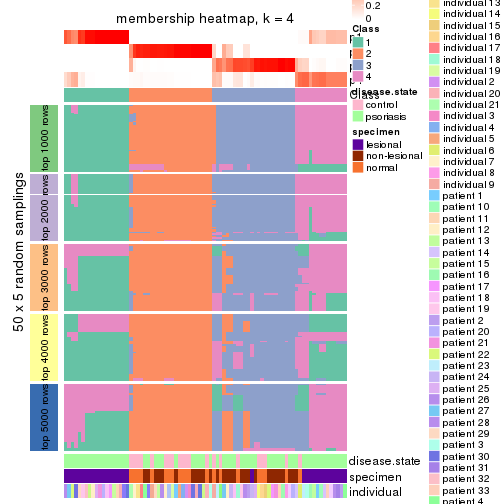 membership heatmap, k = 4
50 x 5 random samplings
top 1000 rows
top 2000 rows
top 3000 rows
top 4000 rows
top 5000 rows
0.2
0
Class
1
2
3
4
disease.state
control
psoriasis
specimen
lesional
non-lesional
normal
Class
disease.state
specimen
individual
individual 13
individual 14
individual 15
individual 16
individual 17
individual 18
individual 19
individual 2
individual 20
individual 21
individual 3
individual 4
individual 5
individual 6
individual 7
individual 8
individual 9
patient 1
patient 10
patient 11
patient 12
patient 13
patient 14
patient 15
patient 16
patient 17
patient 18
patient 19
patient 2
patient 20
patient 21
patient 22
patient 23
patient 24
patient 25
patient 26
patient 27
patient 28
patient 29
patient 3
patient 30
patient 31
patient 32
patient 33
patient 4